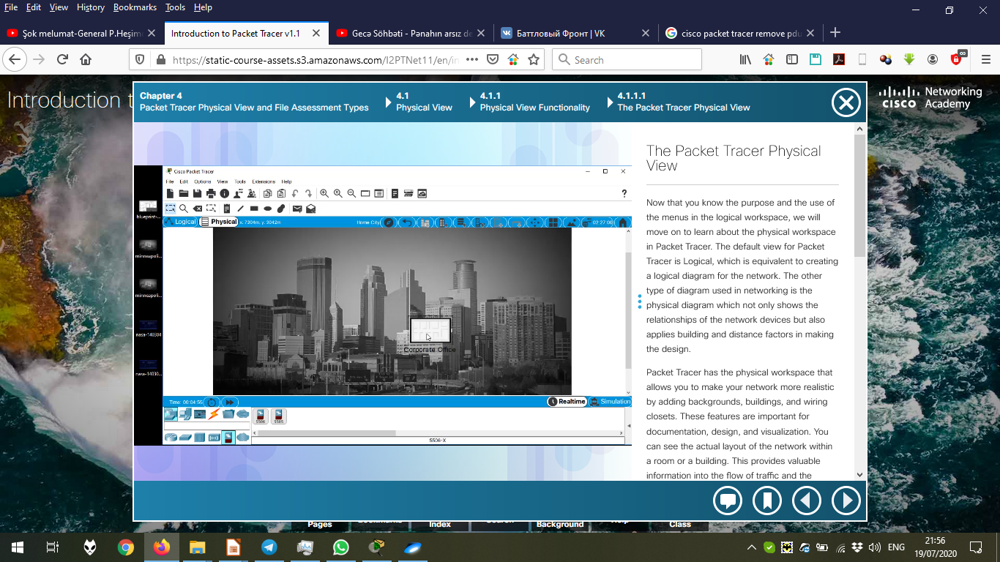 File Edit View History Bookmarks Tools Help
Şok melumat-General P.Heşim
Introduction to Packet Tracer v1.1
Gecə Söhbəti - Pənahın arsız de
Баттловый Фронт | VK
cisco packet tracer remove pdu
https://static-course-assets.s3.amazonaws.com/I2PTNet11/en/in
Search
Introduction t
Chapter 4
Packet Tracer Physical View and File Assessment Types
4.1
Physical View
4.1.1
Physical View Functionality
4.1.1.1
The Packet Tracer Physical View
Networking
CISCO Academy
Cisco Packet Tracer
File Edit Options View Tools Extensions Help
?
blueprint-...
minneapoli...
minneapoli...
nasa-140304
nasa-14030...
Logical Physical x: 7304m, y: 3042m Home City 02:27:00
Corporate Office
Time: 00:04:55 Realtime Simulation
5506 5505
5506-X
The Packet Tracer Physical
View
Now that you know the purpose and the use of
the menus in the logical workspace, we will
move on to learn about the physical workspace
in Packet Tracer. The default view for Packet
Tracer is Logical, which is equivalent to creating
a logical diagram for the network. The other
type of diagram used in networking is the
physical diagram which not only shows the
relationships of the network devices but also
applies building and distance factors in making
the design.
Packet Tracer has the physical workspace that
allows you to make your network more realistic
by adding backgrounds, buildings, and wiring
closets. These features are important for
documentation, design, and visualization. You
can see the actual layout of the network within
a room or a building. This provides valuable
information into the flow of traffic and the
Pages Bookmarks Index Search Background Help Class
ENG
21:56
19/07/2020